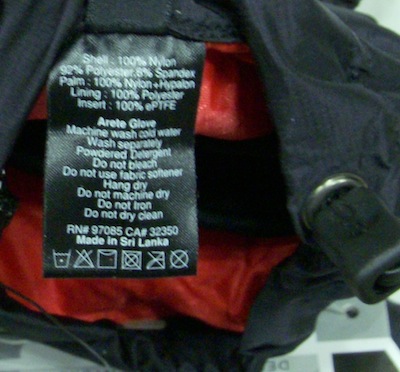 Shell : 100% Nylon
92% Polyester,8% Spandex
Palm : 100% Nylon+Hypalon
Lining : 100% Polyester
Insert : 100% ePTFE
Arete Glove
Machine wash cold water
Wash separately
Powdered Detergent
Do not bleach
Do not use fabric softener
Hang dry
Do not machine dry
Do not Iron
Do not dry clean
RN# 97085 CA# 32350
Made in Sri Lanka